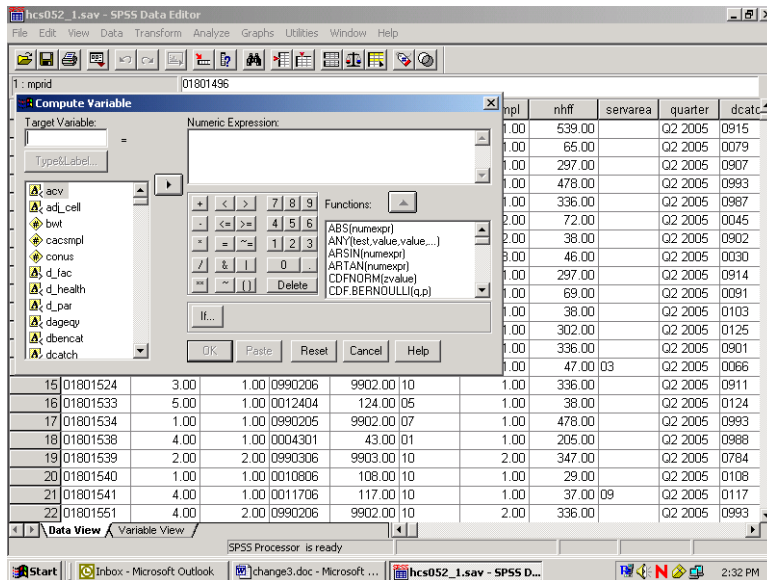 hcs052_1.sav - SPSS Data Editor
File Edit View Data Transform Analyze Graphs Utilities Window Help
1 : mprid 01801496
Compute Variable
Target Variable: Numeric Expression:
=
Type&Label...
acv
adj_cell
bwt
cacsmpl
conus
d_fac
d_health
d_par
dageqy
dbencat
dcatch
+ < > 7 8 9 Functions:
- <= >= 4 5 6
* = ~= 1 2 3
/ & | 0 .
** ~ () Delete
ABS(numexpr)
ANY(test,value,value,...)
ARSIN(numexpr)
ARTAN(numexpr)
CDFNORM(zvalue)
CDF.BERNOULLI(q,p)
If...
OK Paste Reset Cancel Help
mpl nhff servarea quarter dcatc
1.00 539.00 Q2 2005 0915
1.00 65.00 Q2 2005 0079
1.00 297.00 Q2 2005 0907
1.00 478.00 Q2 2005 0993
1.00 336.00 Q2 2005 0987
2.00 72.00 Q2 2005 0045
2.00 38.00 Q2 2005 0902
3.00 46.00 Q2 2005 0030
1.00 297.00 Q2 2005 0914
1.00 69.00 Q2 2005 0091
1.00 38.00 Q2 2005 0103
1.00 302.00 Q2 2005 0125
1.00 336.00 Q2 2005 0901
1.00 47.00 03 Q2 2005 0066
15 01801524 3.00 1.00 0990206 9902.00 10 1.00 336.00 Q2 2005 0911
16 01801533 5.00 1.00 0012404 124.00 05 1.00 38.00 Q2 2005 0124
17 01801534 1.00 1.00 0990205 9902.00 07 1.00 478.00 Q2 2005 0993
18 01801538 4.00 1.00 0004301 43.00 01 1.00 205.00 Q2 2005 0988
19 01801539 2.00 2.00 0990306 9903.00 10 2.00 347.00 Q2 2005 0784
20 01801540 1.00 1.00 0010806 108.00 10 1.00 29.00 Q2 2005 0108
21 01801541 4.00 1.00 0011706 117.00 10 1.00 37.00 09 Q2 2005 0117
22 01801551 4.00 2.00 0990206 9902.00 10 2.00 336.00 Q2 2005 0993
Data View Variable View
SPSS Processor is ready
Start Inbox - Microsoft Outlook change3.doc - Microsoft ... hcs052_1.sav - SPSS D... 2:32 PM